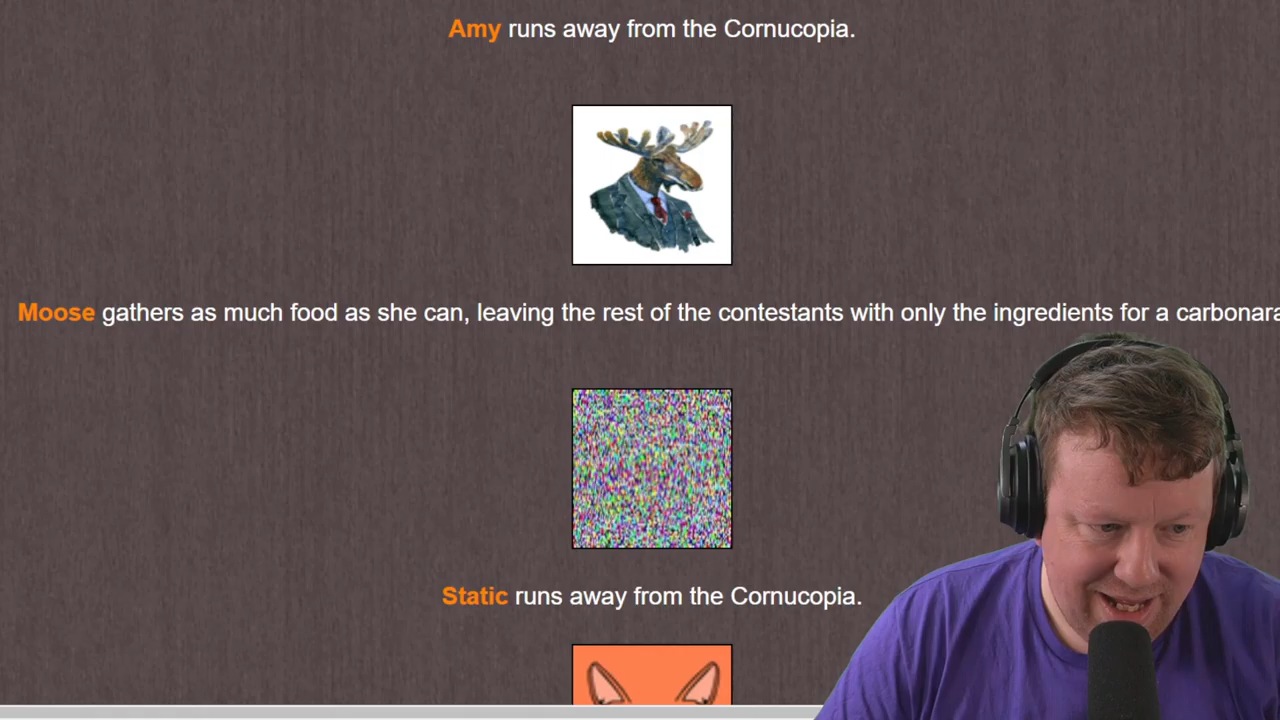 Amy runs away from the Cornucopia.
Moose gathers as much food as she can, leaving the rest of the contestants with only the ingredients for a carbonara
Static runs away from the Cornucopia.